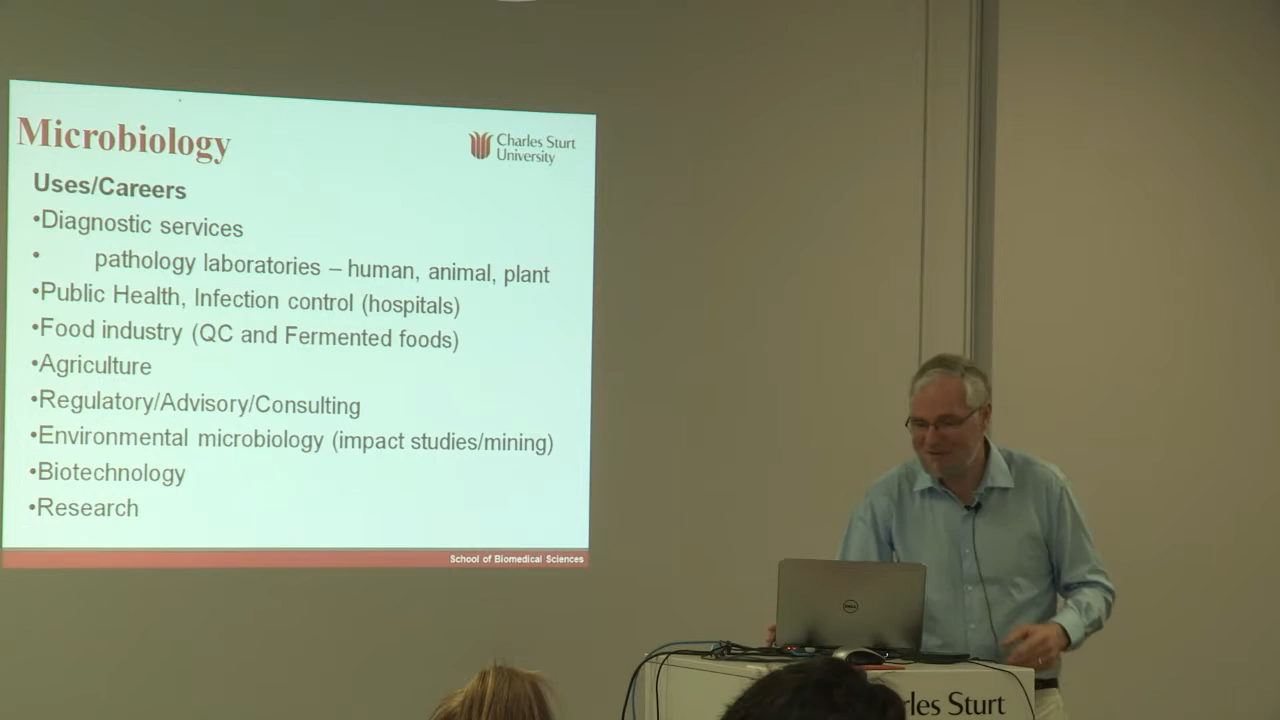 Microbiology
Charles Sturt
University
Uses/Careers
•Diagnostic services
• pathology laboratories – human, animal, plant
•Public Health, Infection control (hospitals)
•Food industry (QC and Fermented foods)
•Agriculture
•Regulatory/Advisory/Consulting
•Environmental microbiology (impact studies/mining)
•Biotechnology
•Research
School of Biomedical Sciences
DELL
rles Sturt